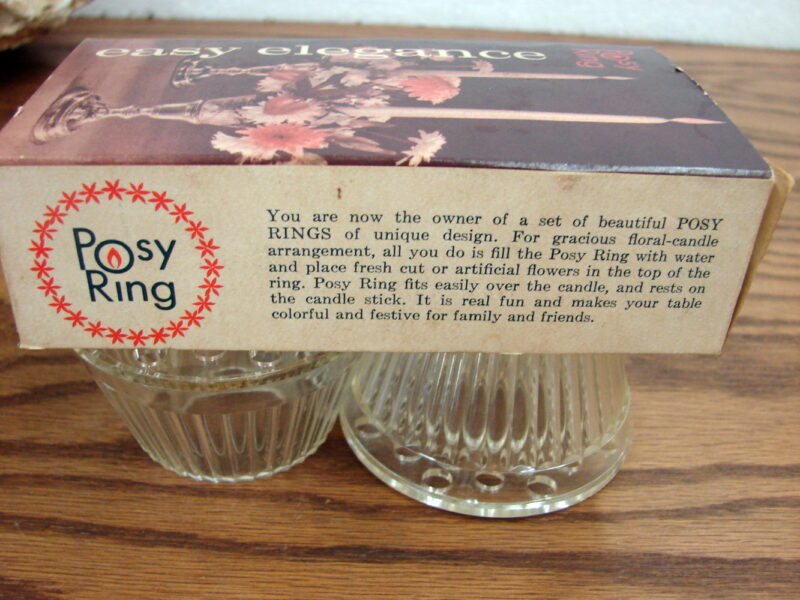 easy elegance
Posy
Ring
Posy
Ring
You are now the owner of a set of beautiful POSY
RINGS of unique design. For gracious floral-candle
arrangement, all you do is fill the Posy Ring with water
and place fresh cut or artificial flowers in the top of the
ring. Posy Ring fits easily over the candle, and rests on
the candle stick. It is real fun and makes your table
colorful and festive for family and friends.